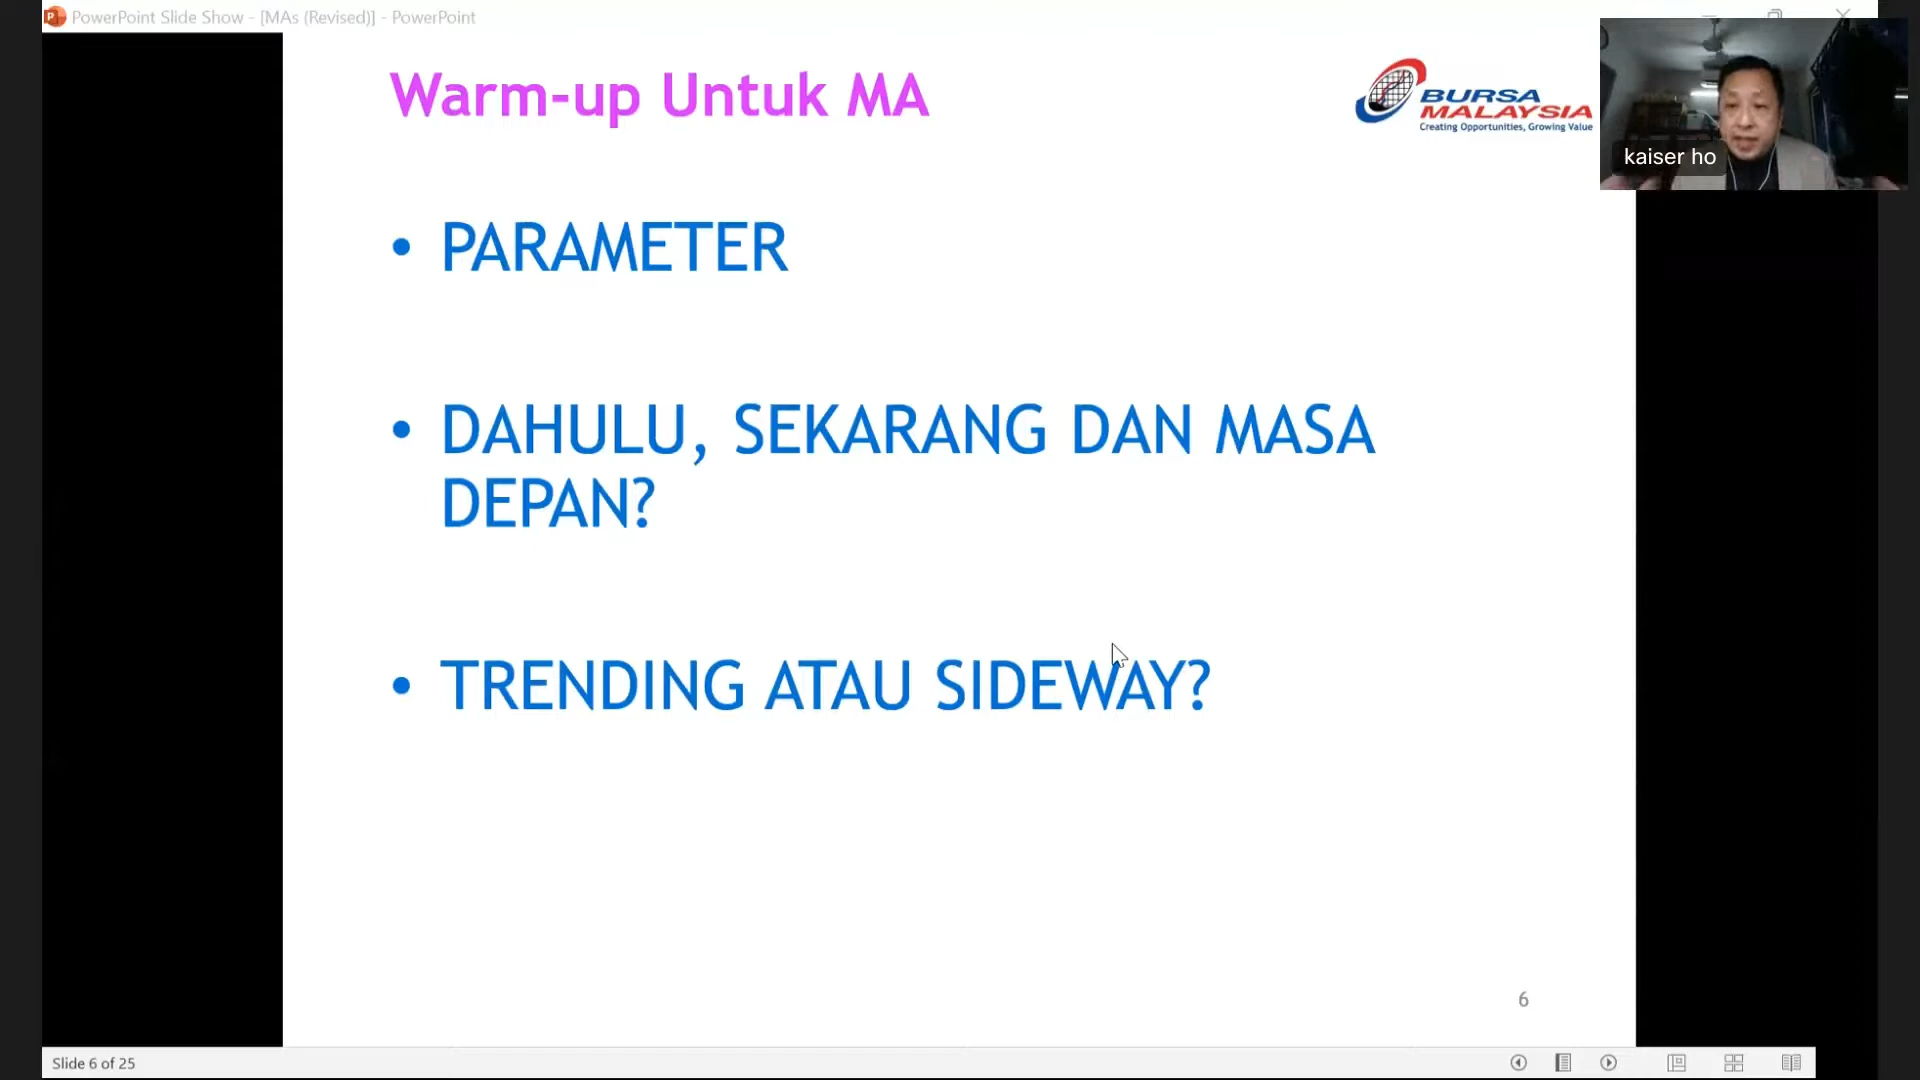 PowerPoint Slide Show - [MAs (Revised)] - PowerPoint
Warm-up Untuk MA
BURSA
MALAYSIA
Creating Opportunities, Growing Value
kaiser ho
• PARAMETER
• DAHULU, SEKARANG DAN MASA
DEPAN?
• TRENDING ATAU SIDEWAY?
6
Slide 6 of 25